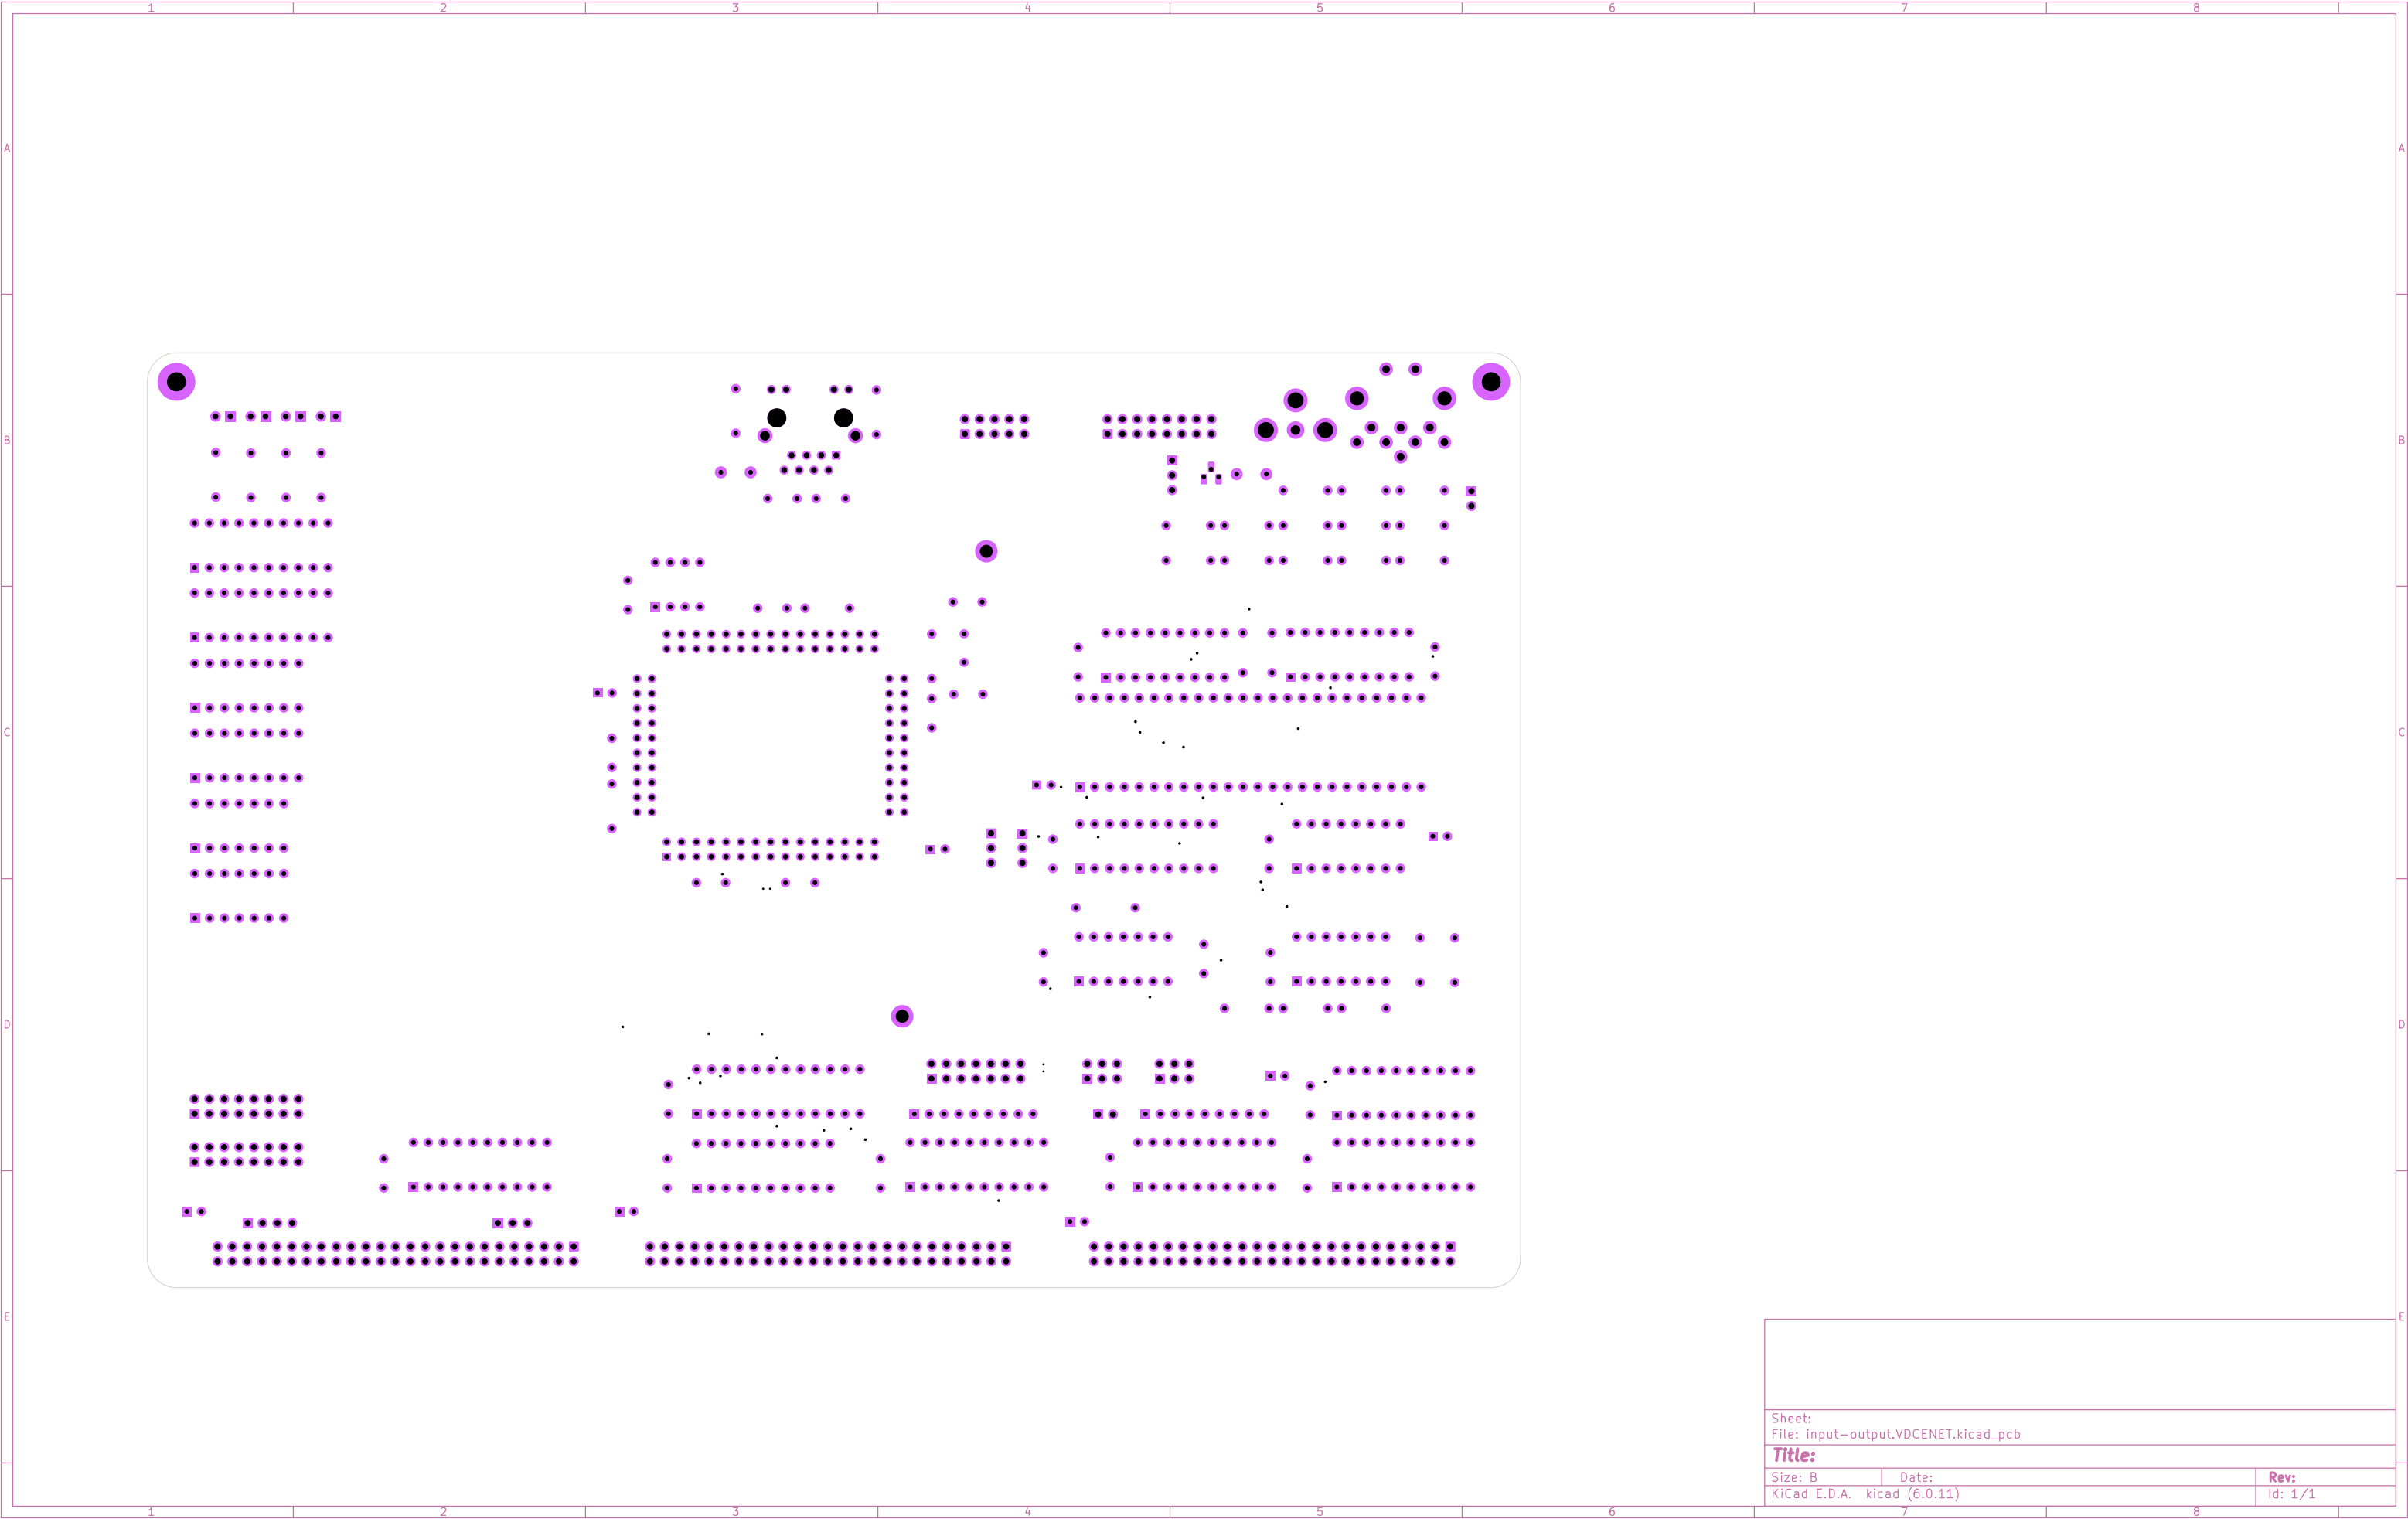 1 2 3 4 5 6 7 8
A A
B B
C C
D D
E E
Sheet:
File: input-output.VDCENET.kicad_pcb
Title:
Size: B Date: Rev:
KiCad E.D.A. kicad (6.0.11) Id: 1/1
1 2 3 4 5 6 7 8